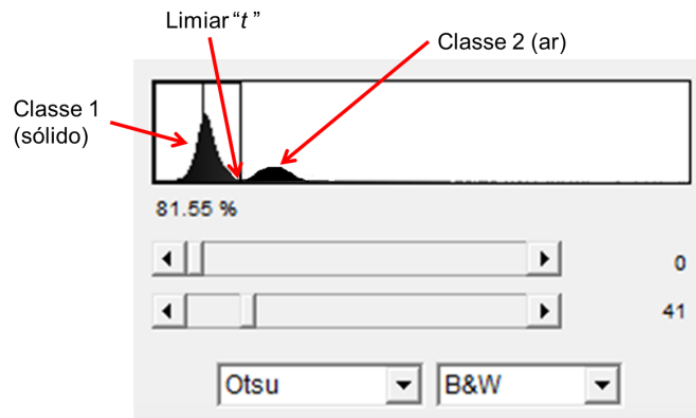 Limiar “t ”
Classe 2 (ar)
Classe 1
(sólido)
81.55 %
0
41
Otsu
B&W